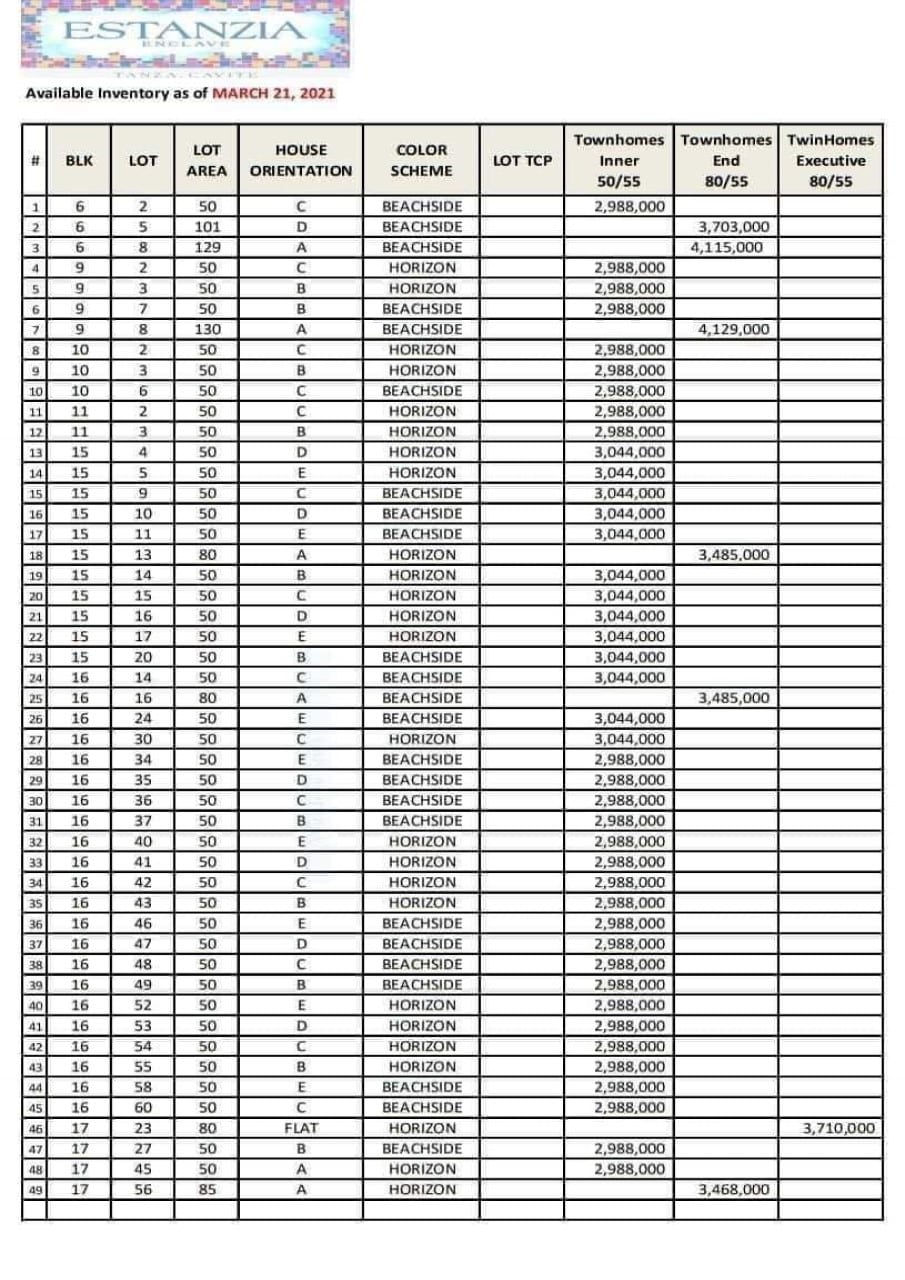 ESTANZIA
ENCLAVE
TANZA, CAVITE
Available Inventory as of MARCH 21, 2021
# BLK LOT LOT AREA HOUSE ORIENTATION COLOR SCHEME LOT TCP Townhomes Inner 50/55 Townhomes End 80/55 TwinHomes Executive 80/55
1 6 2 50 C BEACHSIDE 2,988,000
2 6 5 101 D BEACHSIDE 3,703,000
3 6 8 129 A BEACHSIDE 4,115,000
4 9 2 50 C HORIZON 2,988,000
5 9 3 50 B HORIZON 2,988,000
6 9 7 50 B BEACHSIDE 2,988,000
7 9 8 130 A BEACHSIDE 4,129,000
8 10 2 50 C HORIZON 2,988,000
9 10 3 50 B HORIZON 2,988,000
10 10 6 50 C BEACHSIDE 2,988,000
11 11 2 50 C HORIZON 2,988,000
12 11 3 50 B HORIZON 2,988,000
13 15 4 50 D HORIZON 3,044,000
14 15 5 50 E HORIZON 3,044,000
15 15 9 50 C BEACHSIDE 3,044,000
16 15 10 50 D BEACHSIDE 3,044,000
17 15 11 50 E BEACHSIDE 3,044,000
18 15 13 80 A HORIZON 3,485,000
19 15 14 50 B HORIZON 3,044,000
20 15 15 50 C HORIZON 3,044,000
21 15 16 50 D HORIZON 3,044,000
22 15 17 50 E HORIZON 3,044,000
23 15 20 50 B BEACHSIDE 3,044,000
24 16 14 50 C BEACHSIDE 3,044,000
25 16 16 80 A BEACHSIDE 3,485,000
26 16 24 50 E BEACHSIDE 3,044,000
27 16 30 50 C HORIZON 3,044,000
28 16 34 50 E BEACHSIDE 2,988,000
29 16 35 50 D BEACHSIDE 2,988,000
30 16 36 50 C BEACHSIDE 2,988,000
31 16 37 50 B BEACHSIDE 2,988,000
32 16 40 50 E HORIZON 2,988,000
33 16 41 50 D HORIZON 2,988,000
34 16 42 50 C HORIZON 2,988,000
35 16 43 50 B HORIZON 2,988,000
36 16 46 50 E BEACHSIDE 2,988,000
37 16 47 50 D BEACHSIDE 2,988,000
38 16 48 50 C BEACHSIDE 2,988,000
39 16 49 50 B BEACHSIDE 2,988,000
40 16 52 50 E HORIZON 2,988,000
41 16 53 50 D HORIZON 2,988,000
42 16 54 50 C HORIZON 2,988,000
43 16 55 50 B HORIZON 2,988,000
44 16 58 50 E BEACHSIDE 2,988,000
45 16 60 50 C BEACHSIDE 2,988,000
46 17 23 80 FLAT HORIZON 3,710,000
47 17 27 50 B BEACHSIDE 2,988,000
48 17 45 50 A HORIZON 2,988,000
49 17 56 85 A HORIZON 3,468,000